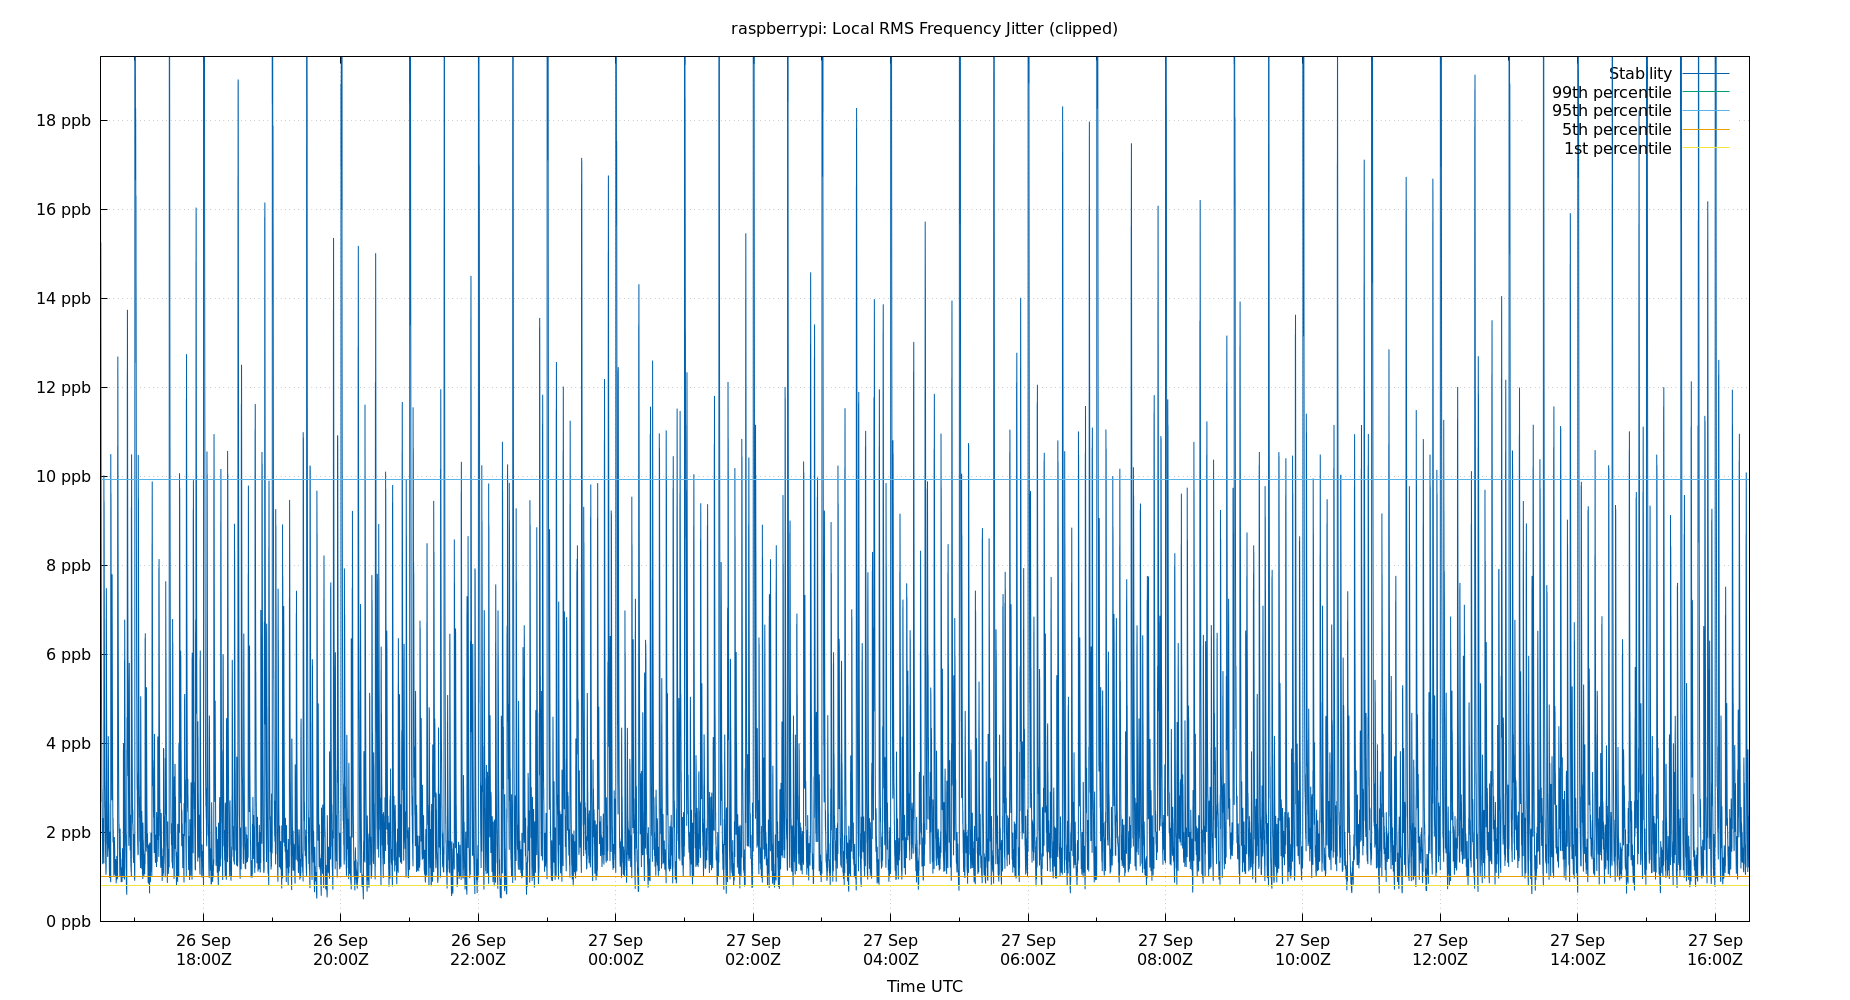 raspberrypi: Local RMS Frequency Jitter (clipped)
Stability
99th percentile
95th percentile
5th percentile
1st percentile
18 ppb
16 ppb
14 ppb
12 ppb
10 ppb
8 ppb
6 ppb
4 ppb
2 ppb
0 ppb
26 Sep 26 Sep 26 Sep 27 Sep 27 Sep 27 Sep 27 Sep 27 Sep 27 Sep 27 Sep 27 Sep 27 Sep
18:00Z 20:00Z 22:00Z 00:00Z 02:00Z 04:00Z 06:00Z 08:00Z 10:00Z 12:00Z 14:00Z 16:00Z
Time UTC